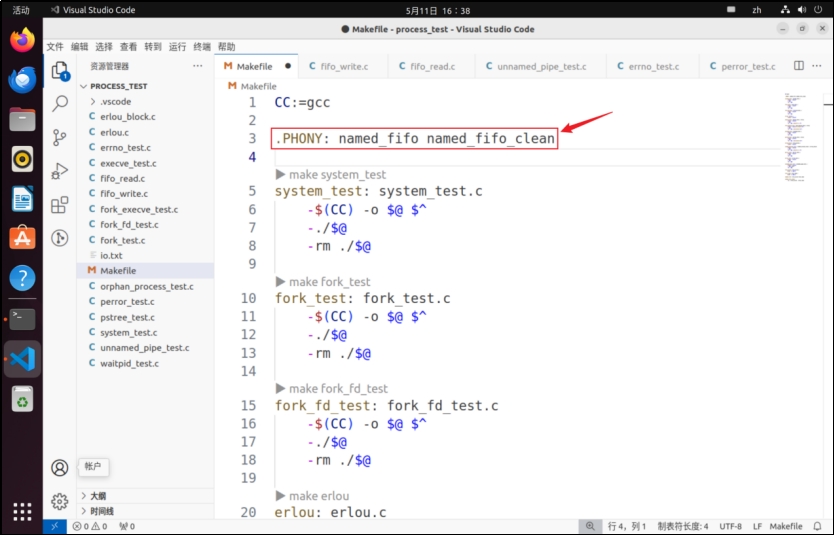 活动 Visual Studio Code 5月11日 16：38 zh
Makefile - process_test - Visual Studio Code
文件 编辑 选择 查看 转到 运行 终端 帮助
资源管理器 ···
PROCESS_TEST
.vscode
erlou_block.c
erlou.c
errno_test.c
execve_test.c
fifo_read.c
fifo_write.c
fork_execve_test.c
fork_fd_test.c
fork_test.c
io.txt
Makefile
orphan_process_test.c
perror_test.c
pstree_test.c
system_test.c
unnamed_pipe_test.c
waitpid_test.c
帐户
大纲
时间线
Makefile fifo_write.c fifo_read.c unnamed_pipe_test.c errno_test.c perror_test.c
Makefile
1 CC:=gcc
2
3 .PHONY: named_fifo named_fifo_clean
4
make system_test
5 system_test: system_test.c
6 -$(CC) -o $@ $^
7 -./$@
8 -rm ./$@
9
make fork_test
10 fork_test: fork_test.c
11 -$(CC) -o $@ $^
12 -./$@
13 -rm ./$@
14
make fork_fd_test
15 fork_fd_test: fork_fd_test.c
16 -$(CC) -o $@ $^
17 -./$@
18 -rm ./$@
19
make erlou
20 erlou: erlou.c
0 0 0 行 4，列 1 制表符长度: 4 UTF-8 LF Makefile